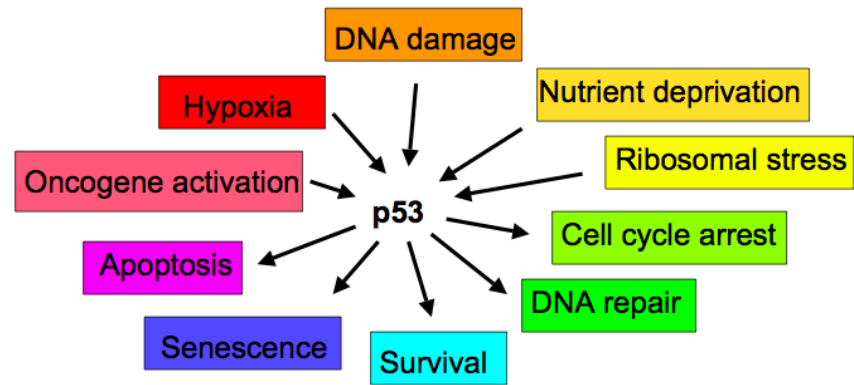 DNA damage
Hypoxia
Nutrient deprivation
Oncogene activation
Ribosomal stress
p53
Apoptosis
Cell cycle arrest
Senescence
Survival
DNA repair